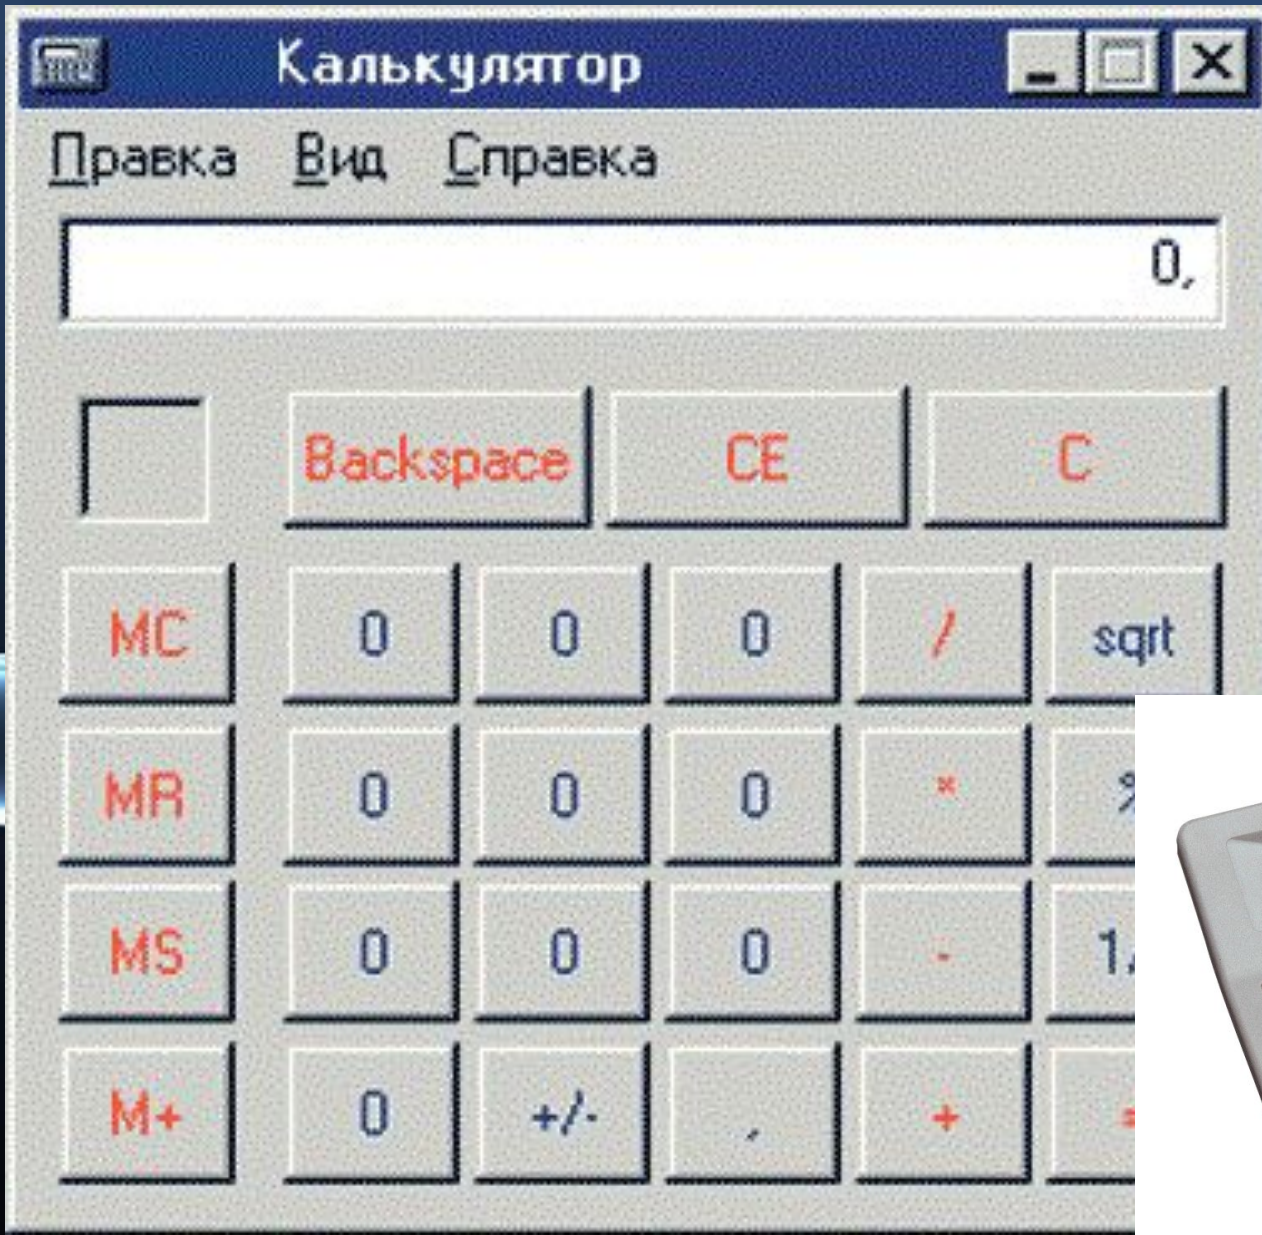 Калькулятор
Правка Вид Справка
0,
Backspace CE C
MC 0 0 0 / sqrt
MR 0 0 0 *
MS 0 0 0 -
M+ 0 +/- , +